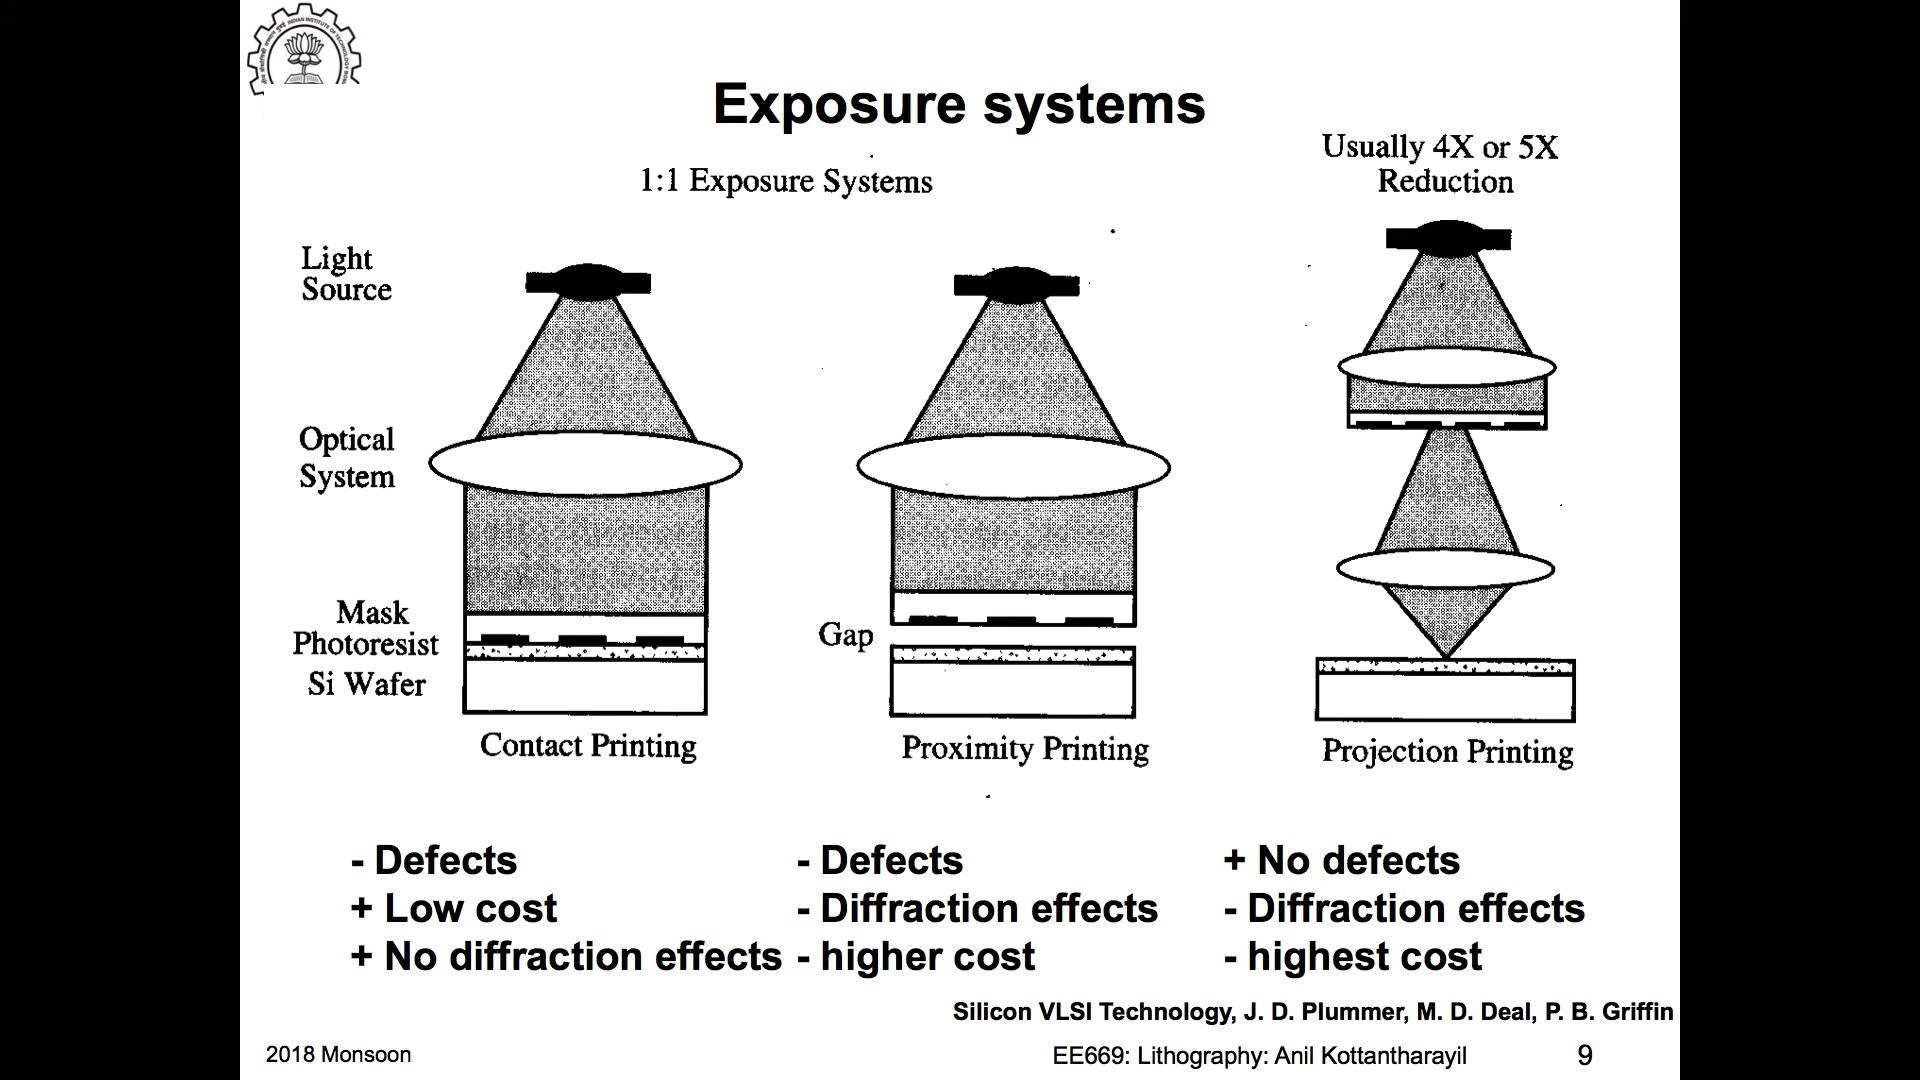 Exposure systems
1:1 Exposure Systems
Usually 4X or 5X
Reduction
Light
Source
Optical
System
Mask
Photoresist
Si Wafer
Gap
Contact Printing
Proximity Printing
Projection Printing
- Defects
+ Low cost
+ No diffraction effects
- Defects
- Diffraction effects
- higher cost
+ No defects
- Diffraction effects
- highest cost
Silicon VLSI Technology, J. D. Plummer, M. D. Deal, P. B. Griffin
2018 Monsoon
EE669: Lithography: Anil Kottantharayil
9